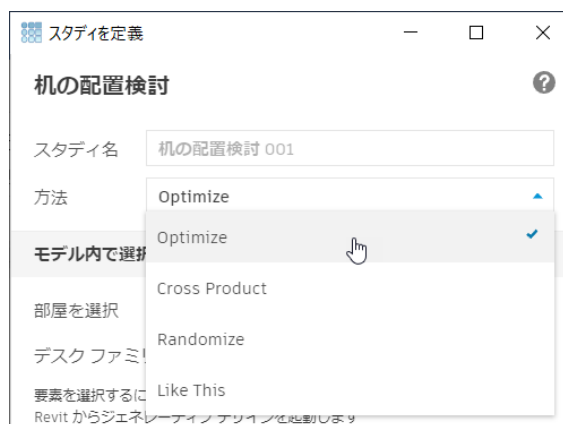 スタディを定義
机の配置検討
スタディ名 机の配置検討 001
方法 Optimize
Optimize
モデル内で選択
Cross Product
部屋を選択
Randomize
デスク ファミリ
Like This
要素を選択するに
Revit からジェネレーティブ デザインを起動します